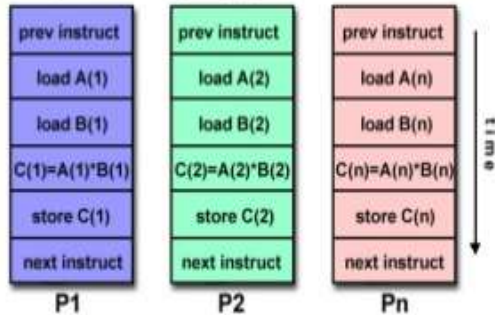 prev instruct
load A(1)
load B(1)
C(1)=A(1)*B(1)
store C(1)
next instruct
P1
prev instruct
load A(2)
load B(2)
C(2)=A(2)*B(2)
store C(2)
next instruct
P2
prev instruct
load A(n)
load B(n)
C(n)=A(n)*B(n)
store C(n)
next instruct
Pn
time